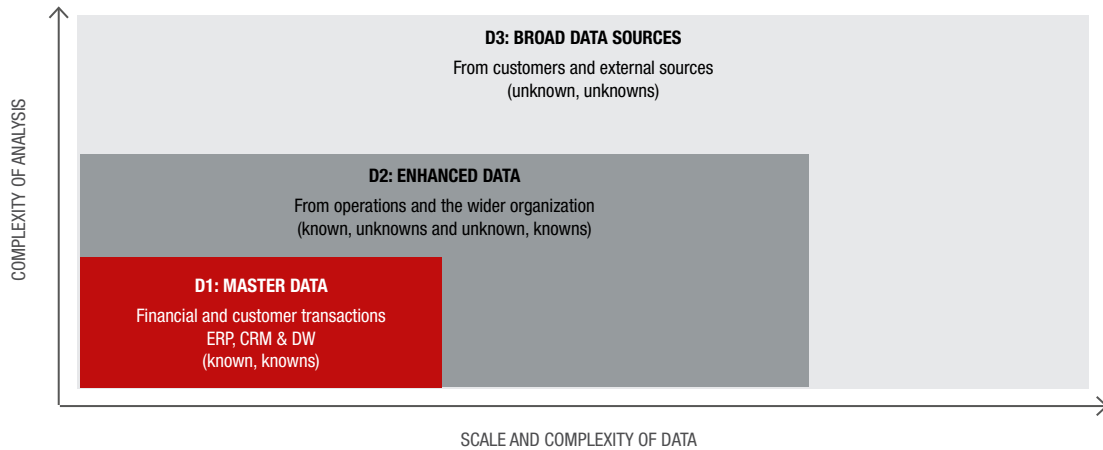 D3: BROAD DATA SOURCES
From customers and external sources
(unknown, unknowns)
COMPLEXITY OF ANALYSIS
D2: ENHANCED DATA
From operations and the wider organization
(known, unknowns and unknown, knowns)
D1: MASTER DATA
Financial and customer transactions
ERP, CRM & DW
(known, knowns)
SCALE AND COMPLEXITY OF DATA